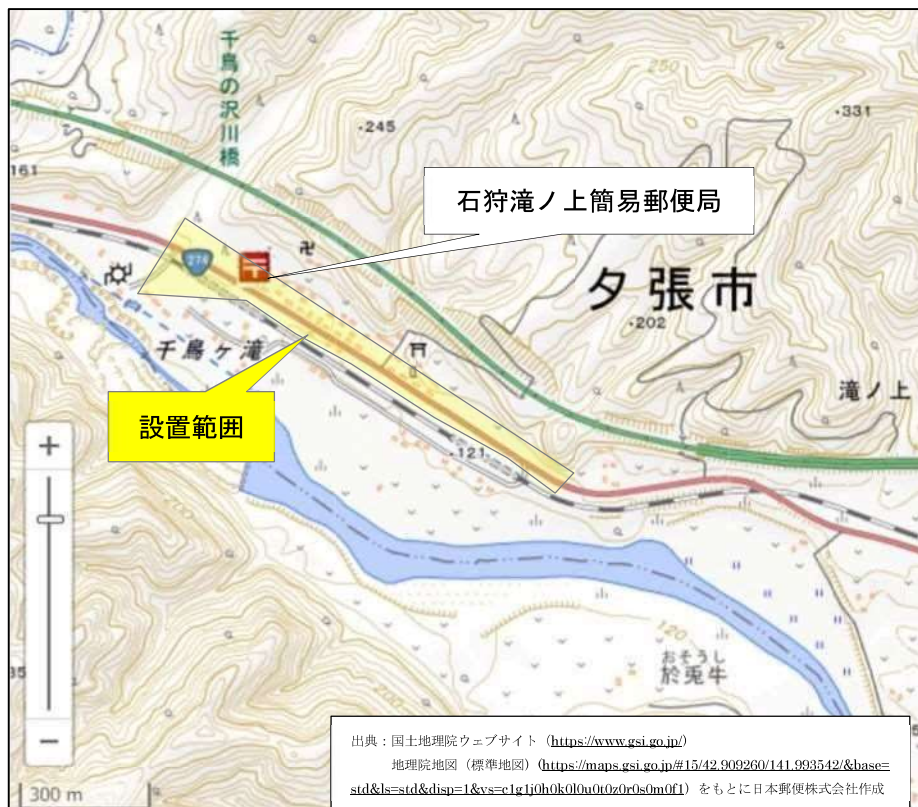 千鳥の沢川橋
250
・331
・245
161
石狩滝ノ上簡易郵便局
274
夕張市
・202
千鳥ヶ滝
滝ノ上
設置範囲
・121
+
200
120
おそうし
於兎牛
200
−
300 m
出典：国土地理院ウェブサイト（https://www.gsi.go.jp/）
地理院地図（標準地図）（https://maps.gsi.go.jp/#15/42.909260/141.993542/&base=
std&ls=std&disp=1&vs=c1g1j0h0k0l0u0t0z0r0s0m0f1）をもとに日本郵便株式会社作成